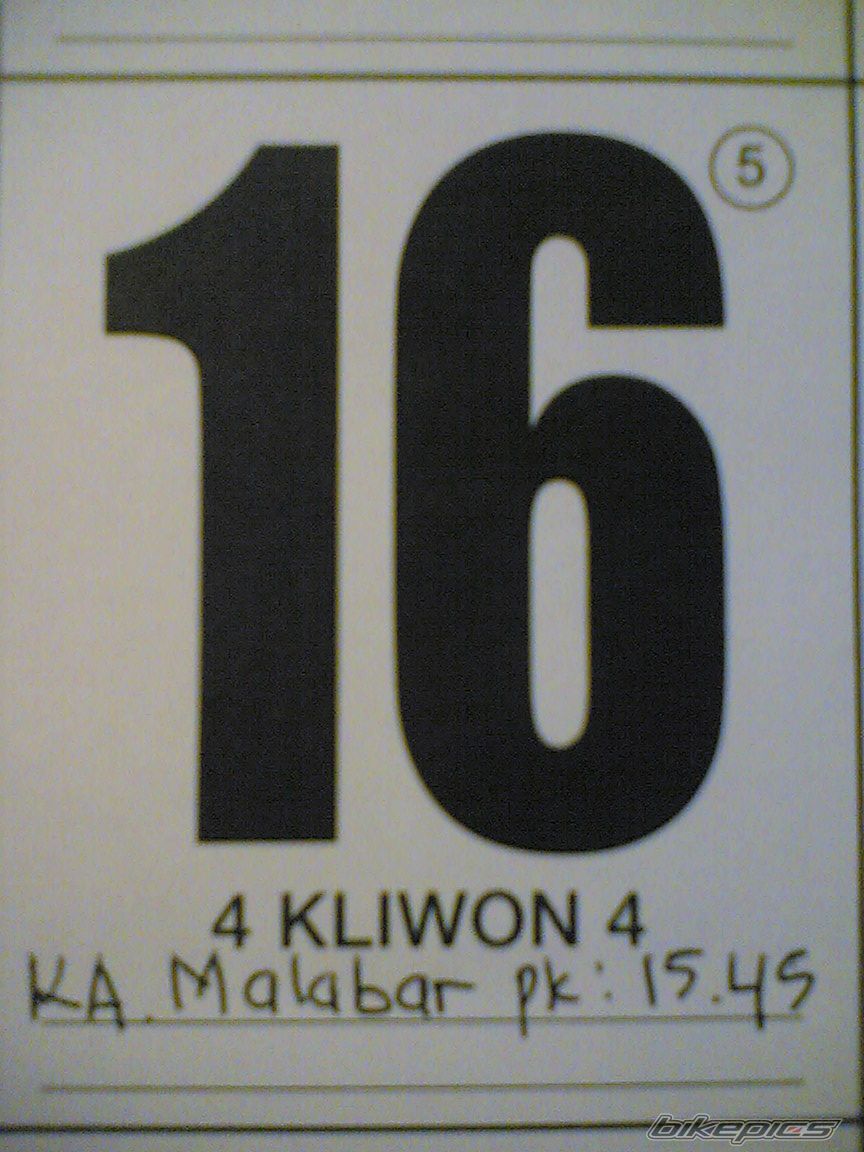 16 5
4 KLIWON 4
KA. Malabar pk: 15.45
bikepics